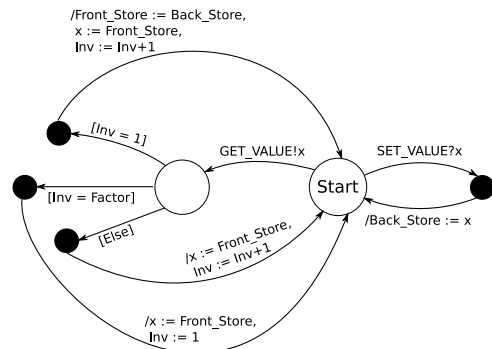 /Front_Store := Back_Store,
x := Front_Store,
Inv := Inv+1
[Inv = 1]
GET_VALUE!x
SET_VALUE?x
Start
[Inv = Factor]
/Back_Store := x
[Else]
/x := Front_Store,
Inv := Inv+1
/x := Front_Store,
Inv := 1